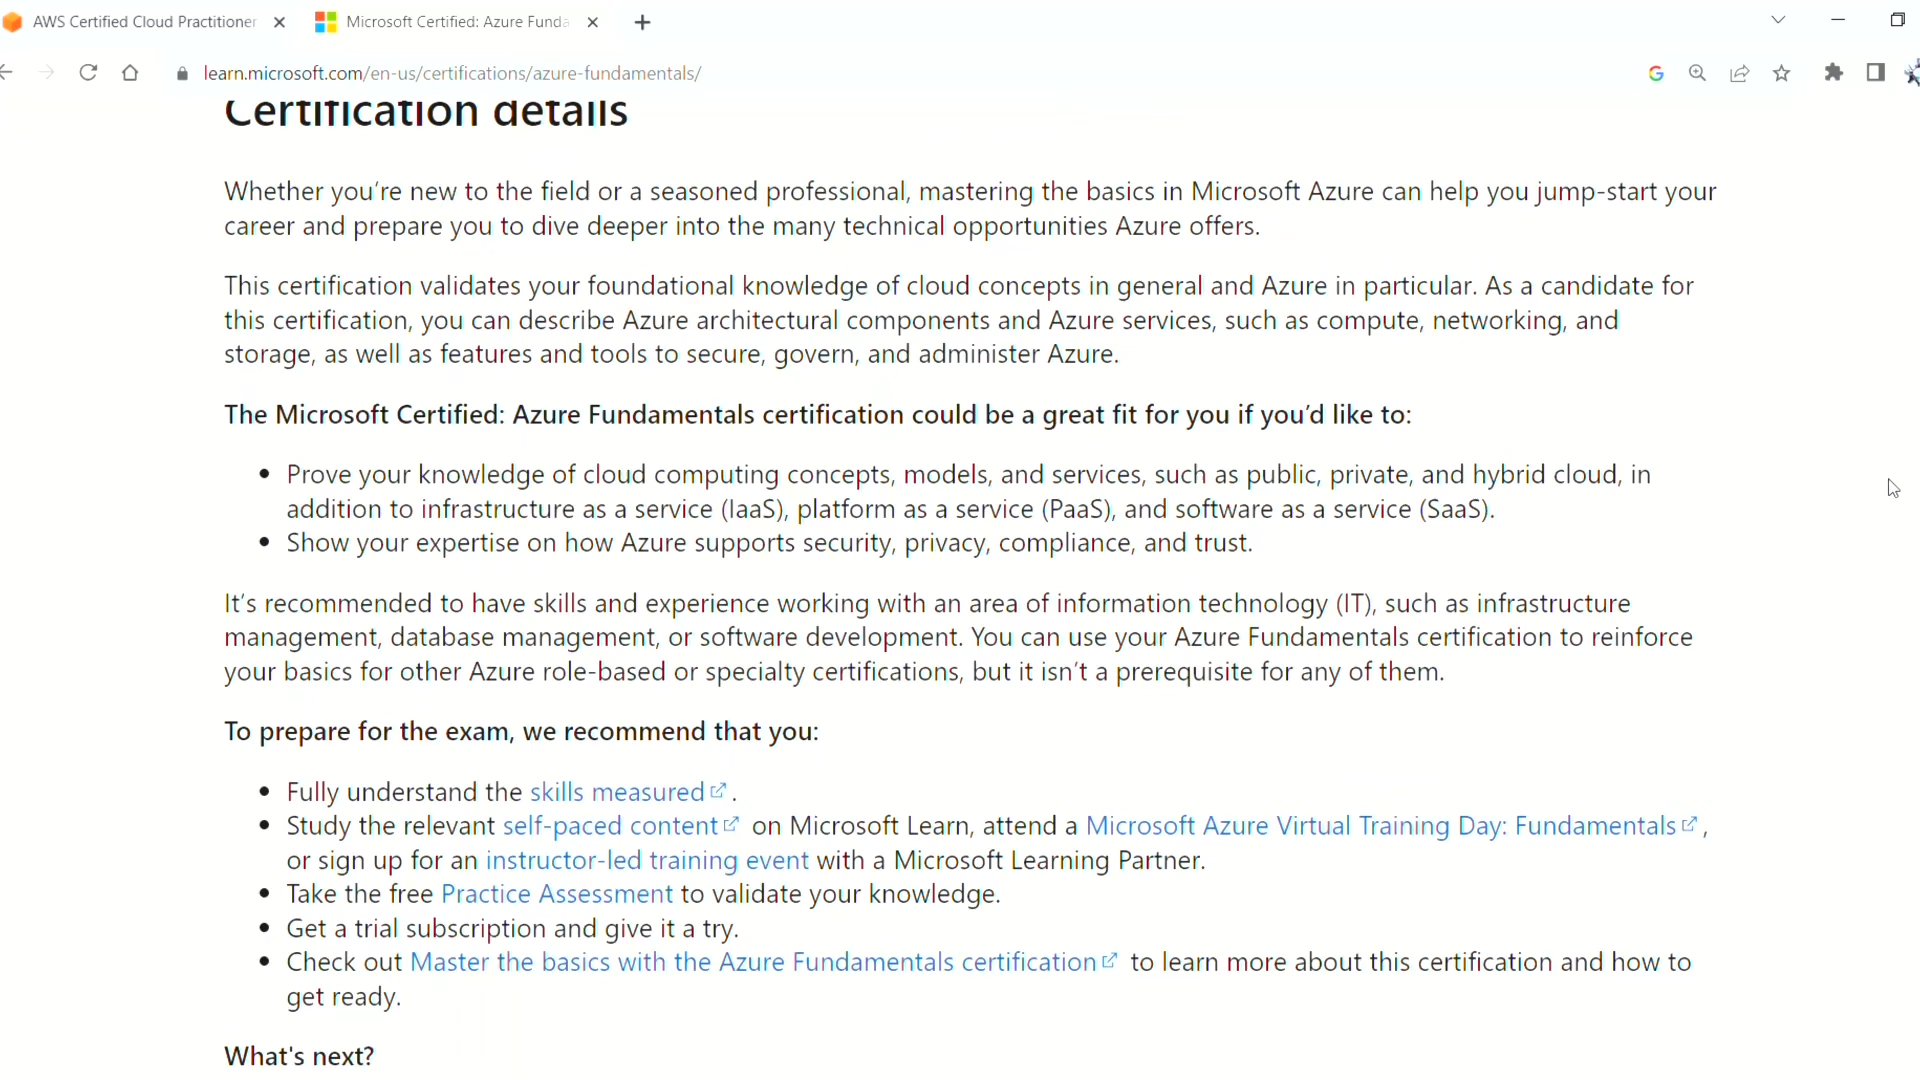 AWS Certified Cloud Practitioner
Microsoft Certified: Azure Funda
learn.microsoft.com/en-us/certifications/azure-fundamentals/
Certification details
Whether you’re new to the field or a seasoned professional, mastering the basics in Microsoft Azure can help you jump-start your
career and prepare you to dive deeper into the many technical opportunities Azure offers.
This certification validates your foundational knowledge of cloud concepts in general and Azure in particular. As a candidate for
this certification, you can describe Azure architectural components and Azure services, such as compute, networking, and
storage, as well as features and tools to secure, govern, and administer Azure.
The Microsoft Certified: Azure Fundamentals certification could be a great fit for you if you’d like to:
• Prove your knowledge of cloud computing concepts, models, and services, such as public, private, and hybrid cloud, in
addition to infrastructure as a service (IaaS), platform as a service (PaaS), and software as a service (SaaS).
• Show your expertise on how Azure supports security, privacy, compliance, and trust.
It’s recommended to have skills and experience working with an area of information technology (IT), such as infrastructure
management, database management, or software development. You can use your Azure Fundamentals certification to reinforce
your basics for other Azure role-based or specialty certifications, but it isn’t a prerequisite for any of them.
To prepare for the exam, we recommend that you:
• Fully understand the skills measured .
• Study the relevant self-paced content on Microsoft Learn, attend a Microsoft Azure Virtual Training Day: Fundamentals ,
or sign up for an instructor-led training event with a Microsoft Learning Partner.
• Take the free Practice Assessment to validate your knowledge.
• Get a trial subscription and give it a try.
• Check out Master the basics with the Azure Fundamentals certification to learn more about this certification and how to
get ready.
What's next?